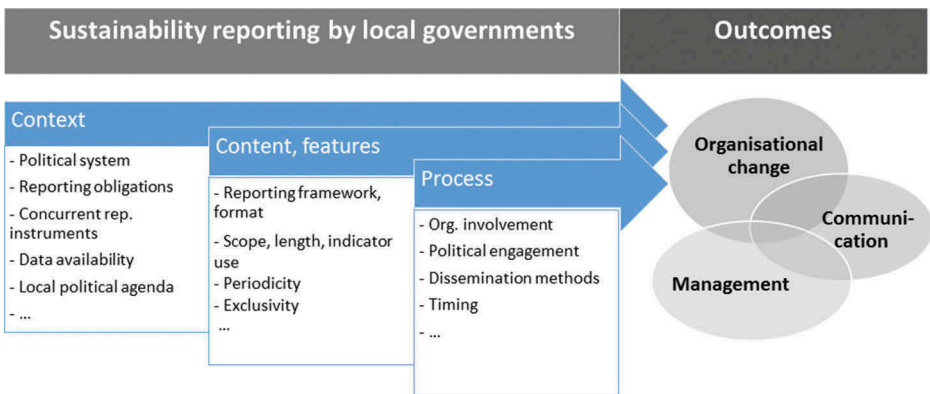 Sustainability reporting by local governments
Outcomes
Context
- Political system
- Reporting obligations
- Concurrent rep.
instruments
- Data availability
- Local political agenda
- ...
Content, features
- Reporting framework,
format
- Scope, length, indicator
use
- Periodicity
- Exclusivity
...
Process
- Org. involvement
- Political engagement
- Dissemination methods
- Timing
- ...
Organisational
change
Communi-
cation
Management